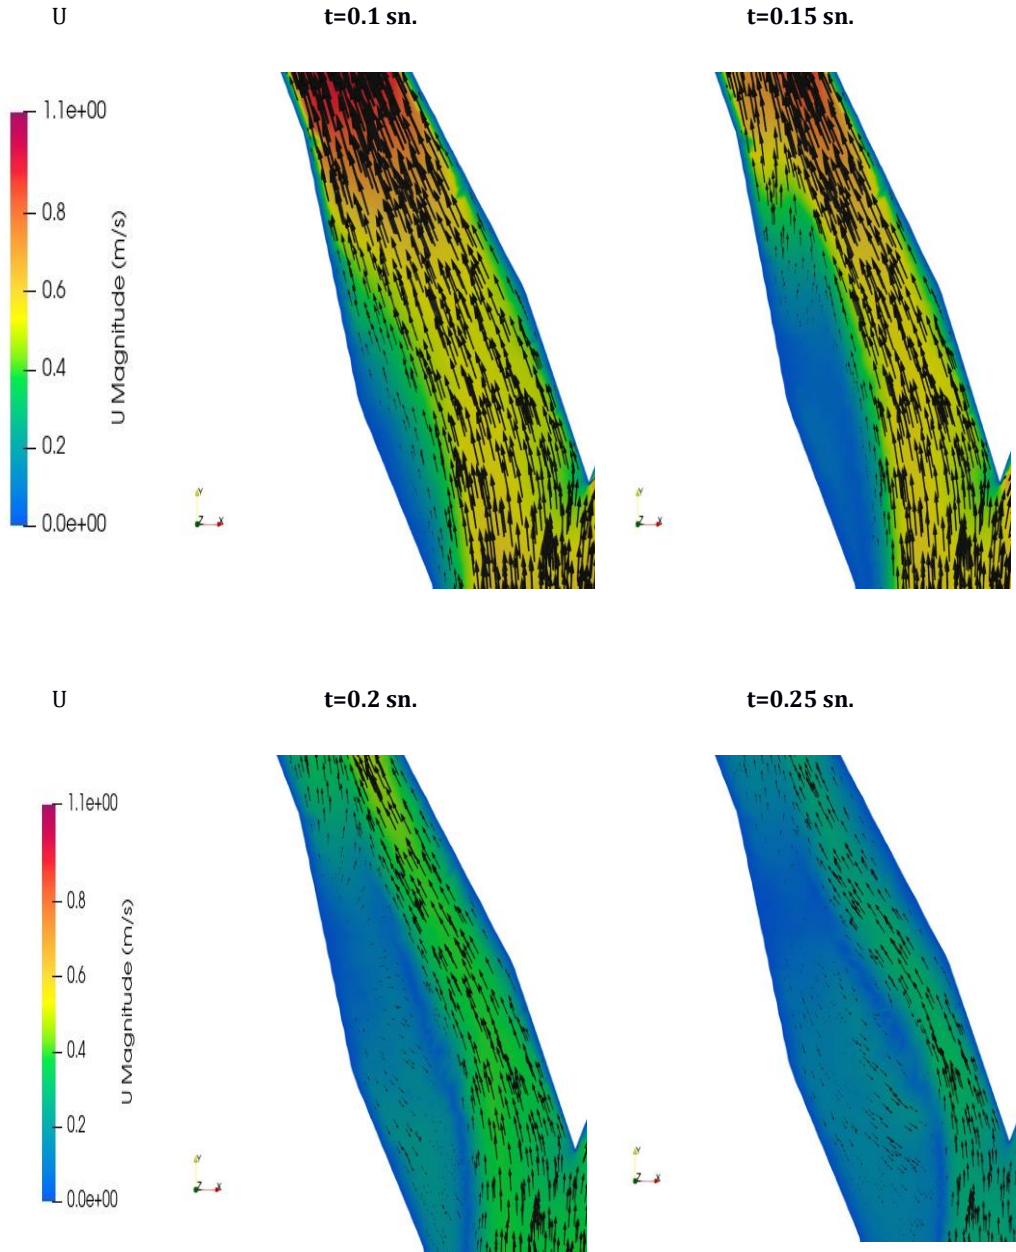 U
t=0.1 sn.
t=0.15 sn.
1.1e+00
0.8
0.6
0.4
0.2
0.0e+00
U Magnitude (m/s)
Y
Z
X
Y
Z
X
U
t=0.2 sn.
t=0.25 sn.
1.1e+00
0.8
0.6
0.4
0.2
0.0e+00
U Magnitude (m/s)
Y
Z
X
Y
Z
X